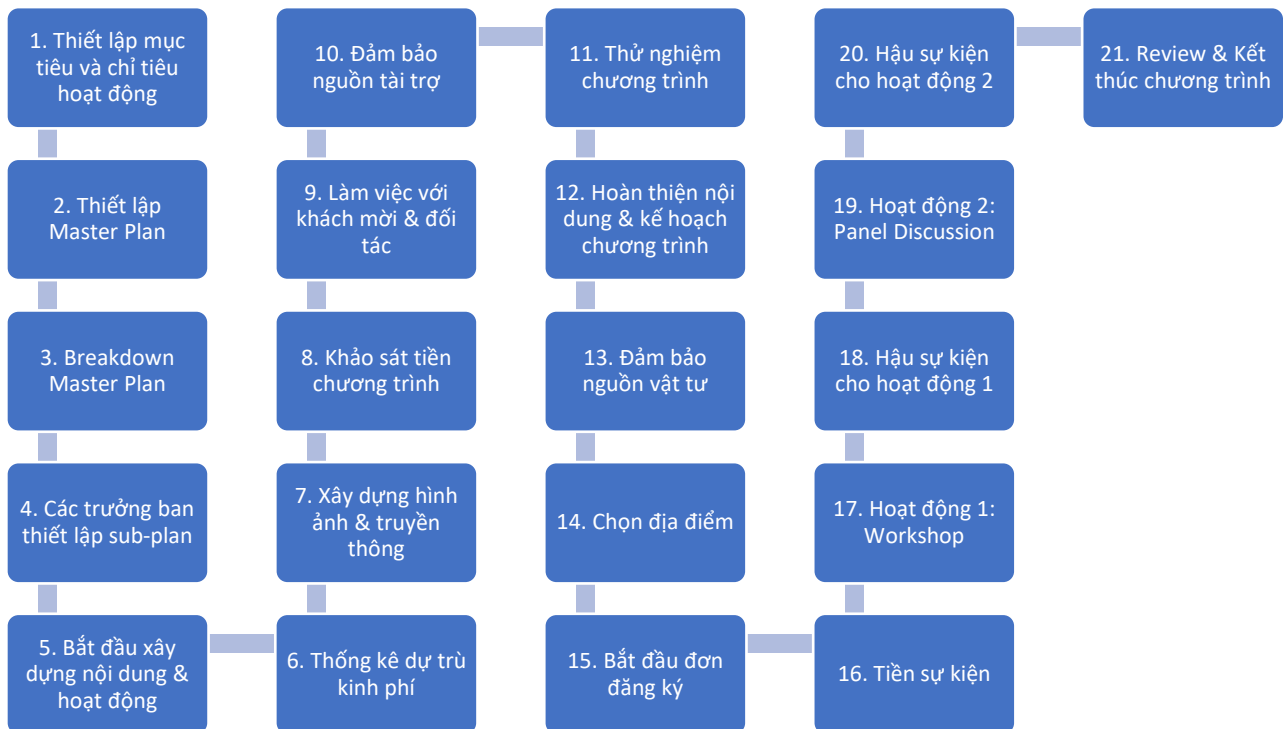 1. Thiết lập mục
tiêu và chỉ tiêu
hoạt động
2. Thiết lập
Master Plan
3. Breakdown
Master Plan
4. Các trưởng ban
thiết lập sub-plan
5. Bắt đầu xây
dựng nội dung &
hoạt động
6. Thống kê dự trù
kinh phí
7. Xây dựng hình
ảnh & truyền
thông
8. Khảo sát tiền
chương trình
9. Làm việc với
khách mời & đối
tác
10. Đảm bảo
nguồn tài trợ
11. Thử nghiệm
chương trình
12. Hoàn thiện nội
dung & kế hoạch
chương trình
13. Đảm bảo
nguồn vật tư
14. Chọn địa điểm
15. Bắt đầu đơn
đăng ký
16. Tiền sự kiện
17. Hoạt động 1:
Workshop
18. Hậu sự kiện
cho hoạt động 1
19. Hoạt động 2:
Panel Discussion
20. Hậu sự kiện
cho hoạt động 2
21. Review & Kết
thúc chương trình